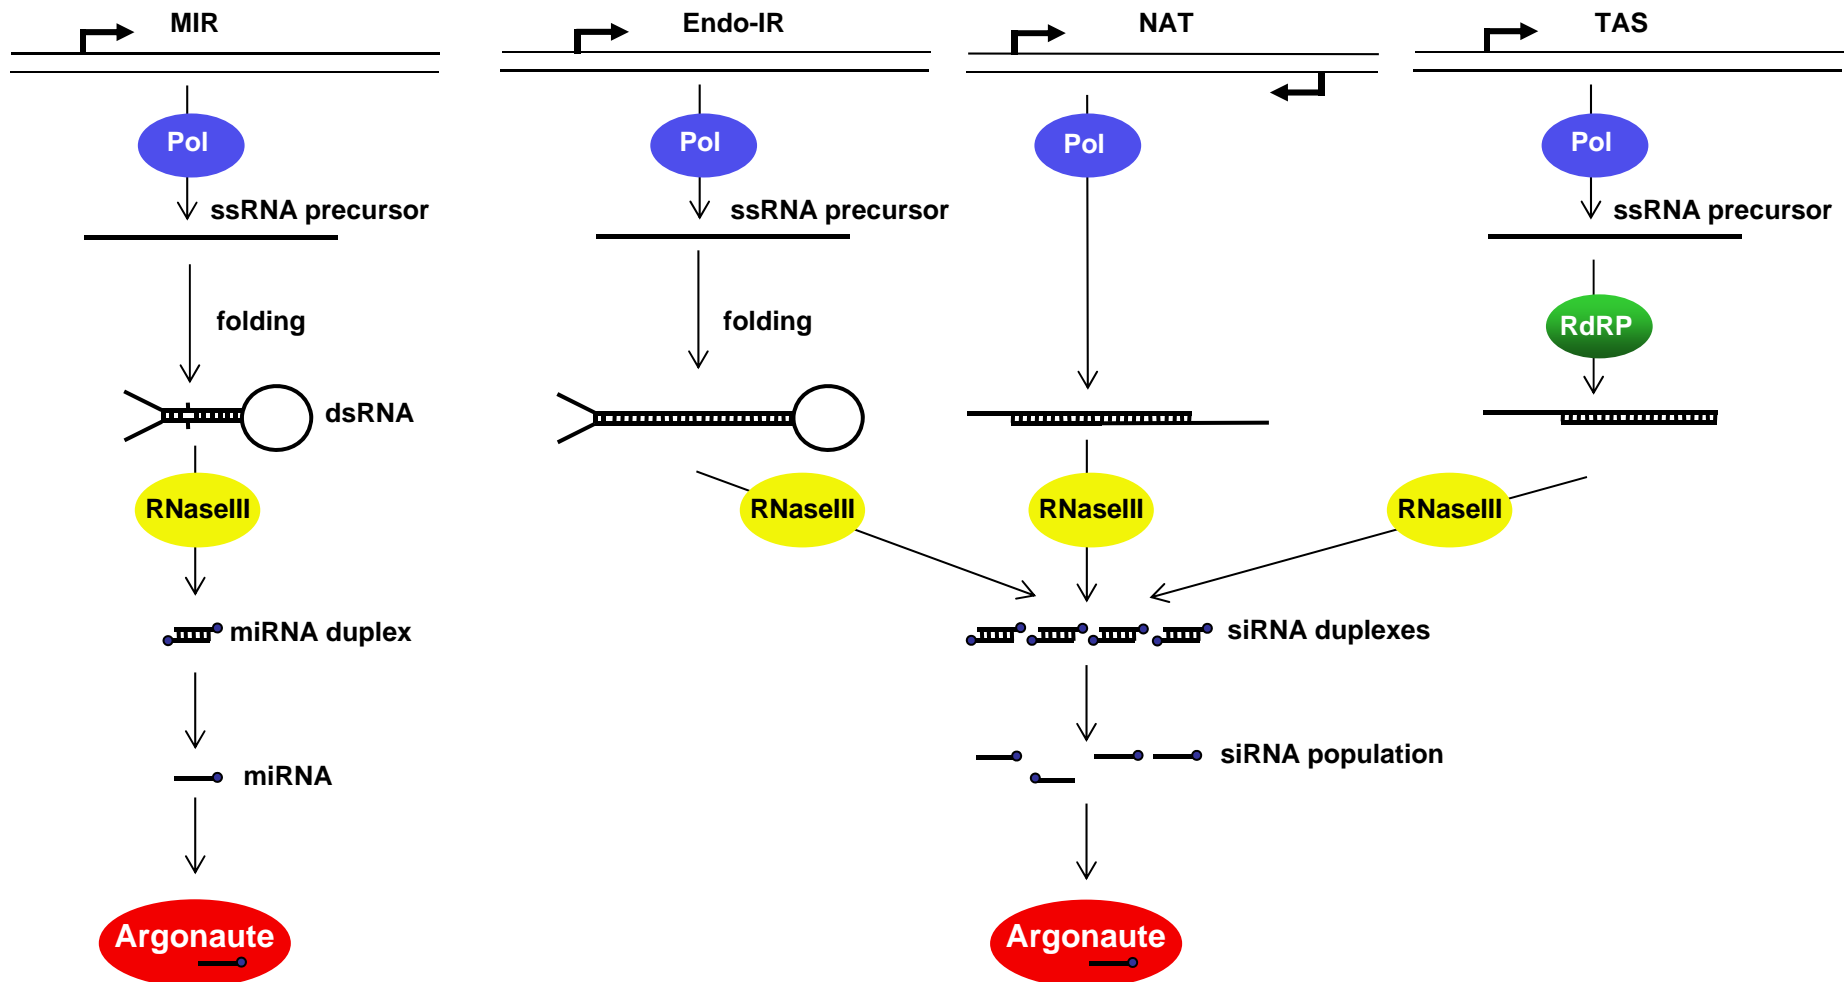 MIR
Endo-IR
NAT
TAS
Pol
Pol
Pol
Pol
ssRNA precursor
ssRNA precursor
ssRNA precursor
folding
folding
RdRP
dsRNA
RNaseIII
RNaseIII
RNaseIII
RNaseIII
miRNA duplex
siRNA duplexes
siRNA population
miRNA
Argonaute
Argonaute